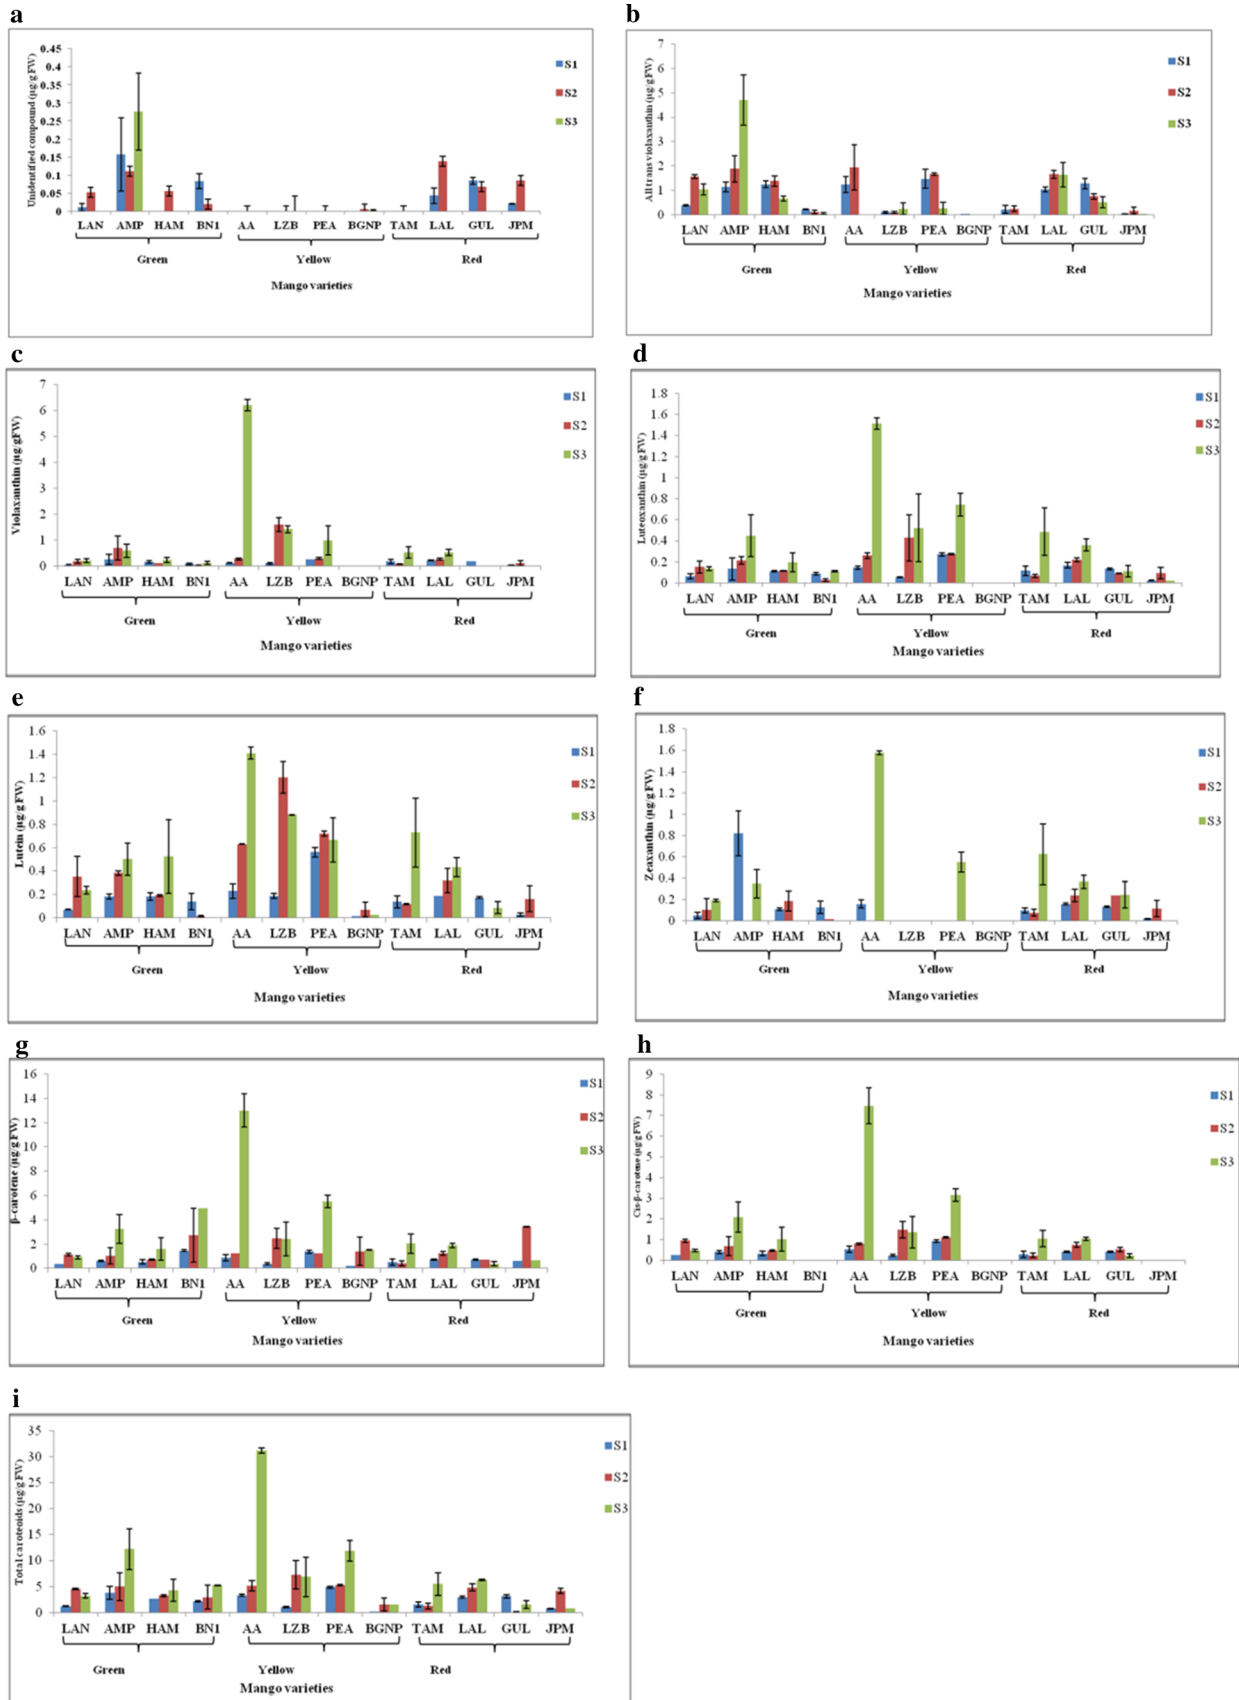 a
0.45
0.4
0.35
0.3
0.25
0.2
0.15
0.1
0.05
0
Unidentified compound (µg/gFW)
S1
S2
S3
LAN AMP HAM BN1 AA LZB PEA BGNP TAM LAL GUL JPM
Green Yellow Red
Mango varieties
b
7
6
5
4
3
2
1
0
All trans violaxanthin (µg/gFW)
S1
S2
S3
LAN AMP HAM BN1 AA LZB PEA BGNP TAM LAL GUL JPM
Green Yellow Red
Mango varieties
c
7
6
5
4
3
2
1
0
Violaxanthin (µg/gFW)
S1
S2
S3
LAN AMP HAM BN1 AA LZB PEA BGNP TAM LAL GUL JPM
Green Yellow Red
Mango varieties
d
1.8
1.6
1.4
1.2
1
0.8
0.6
0.4
0.2
0
Luteoxanthin (µg/gFW)
S1
S2
S3
LAN AMP HAM BN1 AA LZB PEA BGNP TAM LAL GUL JPM
Green Yellow Red
Mango varieties
e
1.6
1.4
1.2
1
0.8
0.6
0.4
0.2
0
Lutein (µg/gFW)
S1
S2
S3
LAN AMP HAM BN1 AA LZB PEA BGNP TAM LAL GUL JPM
Green Yellow Red
Mango varieties
f
1.8
1.6
1.4
1.2
1
0.8
0.6
0.4
0.2
0
Zeaxanthin (µg/gFW)
S1
S2
S3
LAN AMP HAM BN1 AA LZB PEA BGNP TAM LAL GUL JPM
Green Yellow Red
Mango varieties
g
16
14
12
10
8
6
4
2
0
β-carotene (µg/gFW)
S1
S2
S3
LAN AMP HAM BN1 AA LZB PEA BGNP TAM LAL GUL JPM
Green Yellow Red
Mango varieties
h
9
8
7
6
5
4
3
2
1
0
Cis-β-carotene (µg/gFW)
S1
S2
S3
LAN AMP HAM BN1 AA LZB PEA BGNP TAM LAL GUL JPM
Green Yellow Red
Mango varieties
i
35
30
25
20
15
10
5
0
Total caroteoids (µg/gFW)
S1
S2
S3
LAN AMP HAM BN1 AA LZB PEA BGNP TAM LAL GUL JPM
Green Yellow Red
Mango varieties